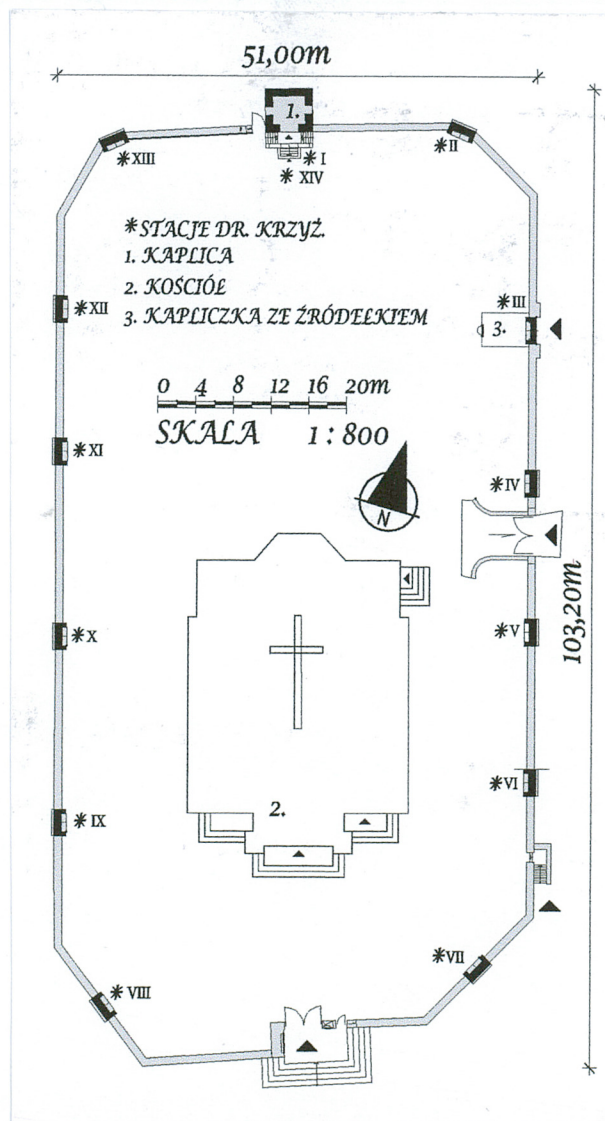 51,00m
1.
*XIII
*I
*XIV
*II
*STACJE DR. KRZYŻ.
1. KAPLICA
2. KOŚCIÓŁ
3. KAPLICZKA ZE ŹRÓDEŁKIEM
*XII
*III
3.
0 4 8 12 16 20m
SKALA 1 : 800
*XI
*IV
N
*X
*V
103,20m
*VI
2.
*IX
*VII
*VIII